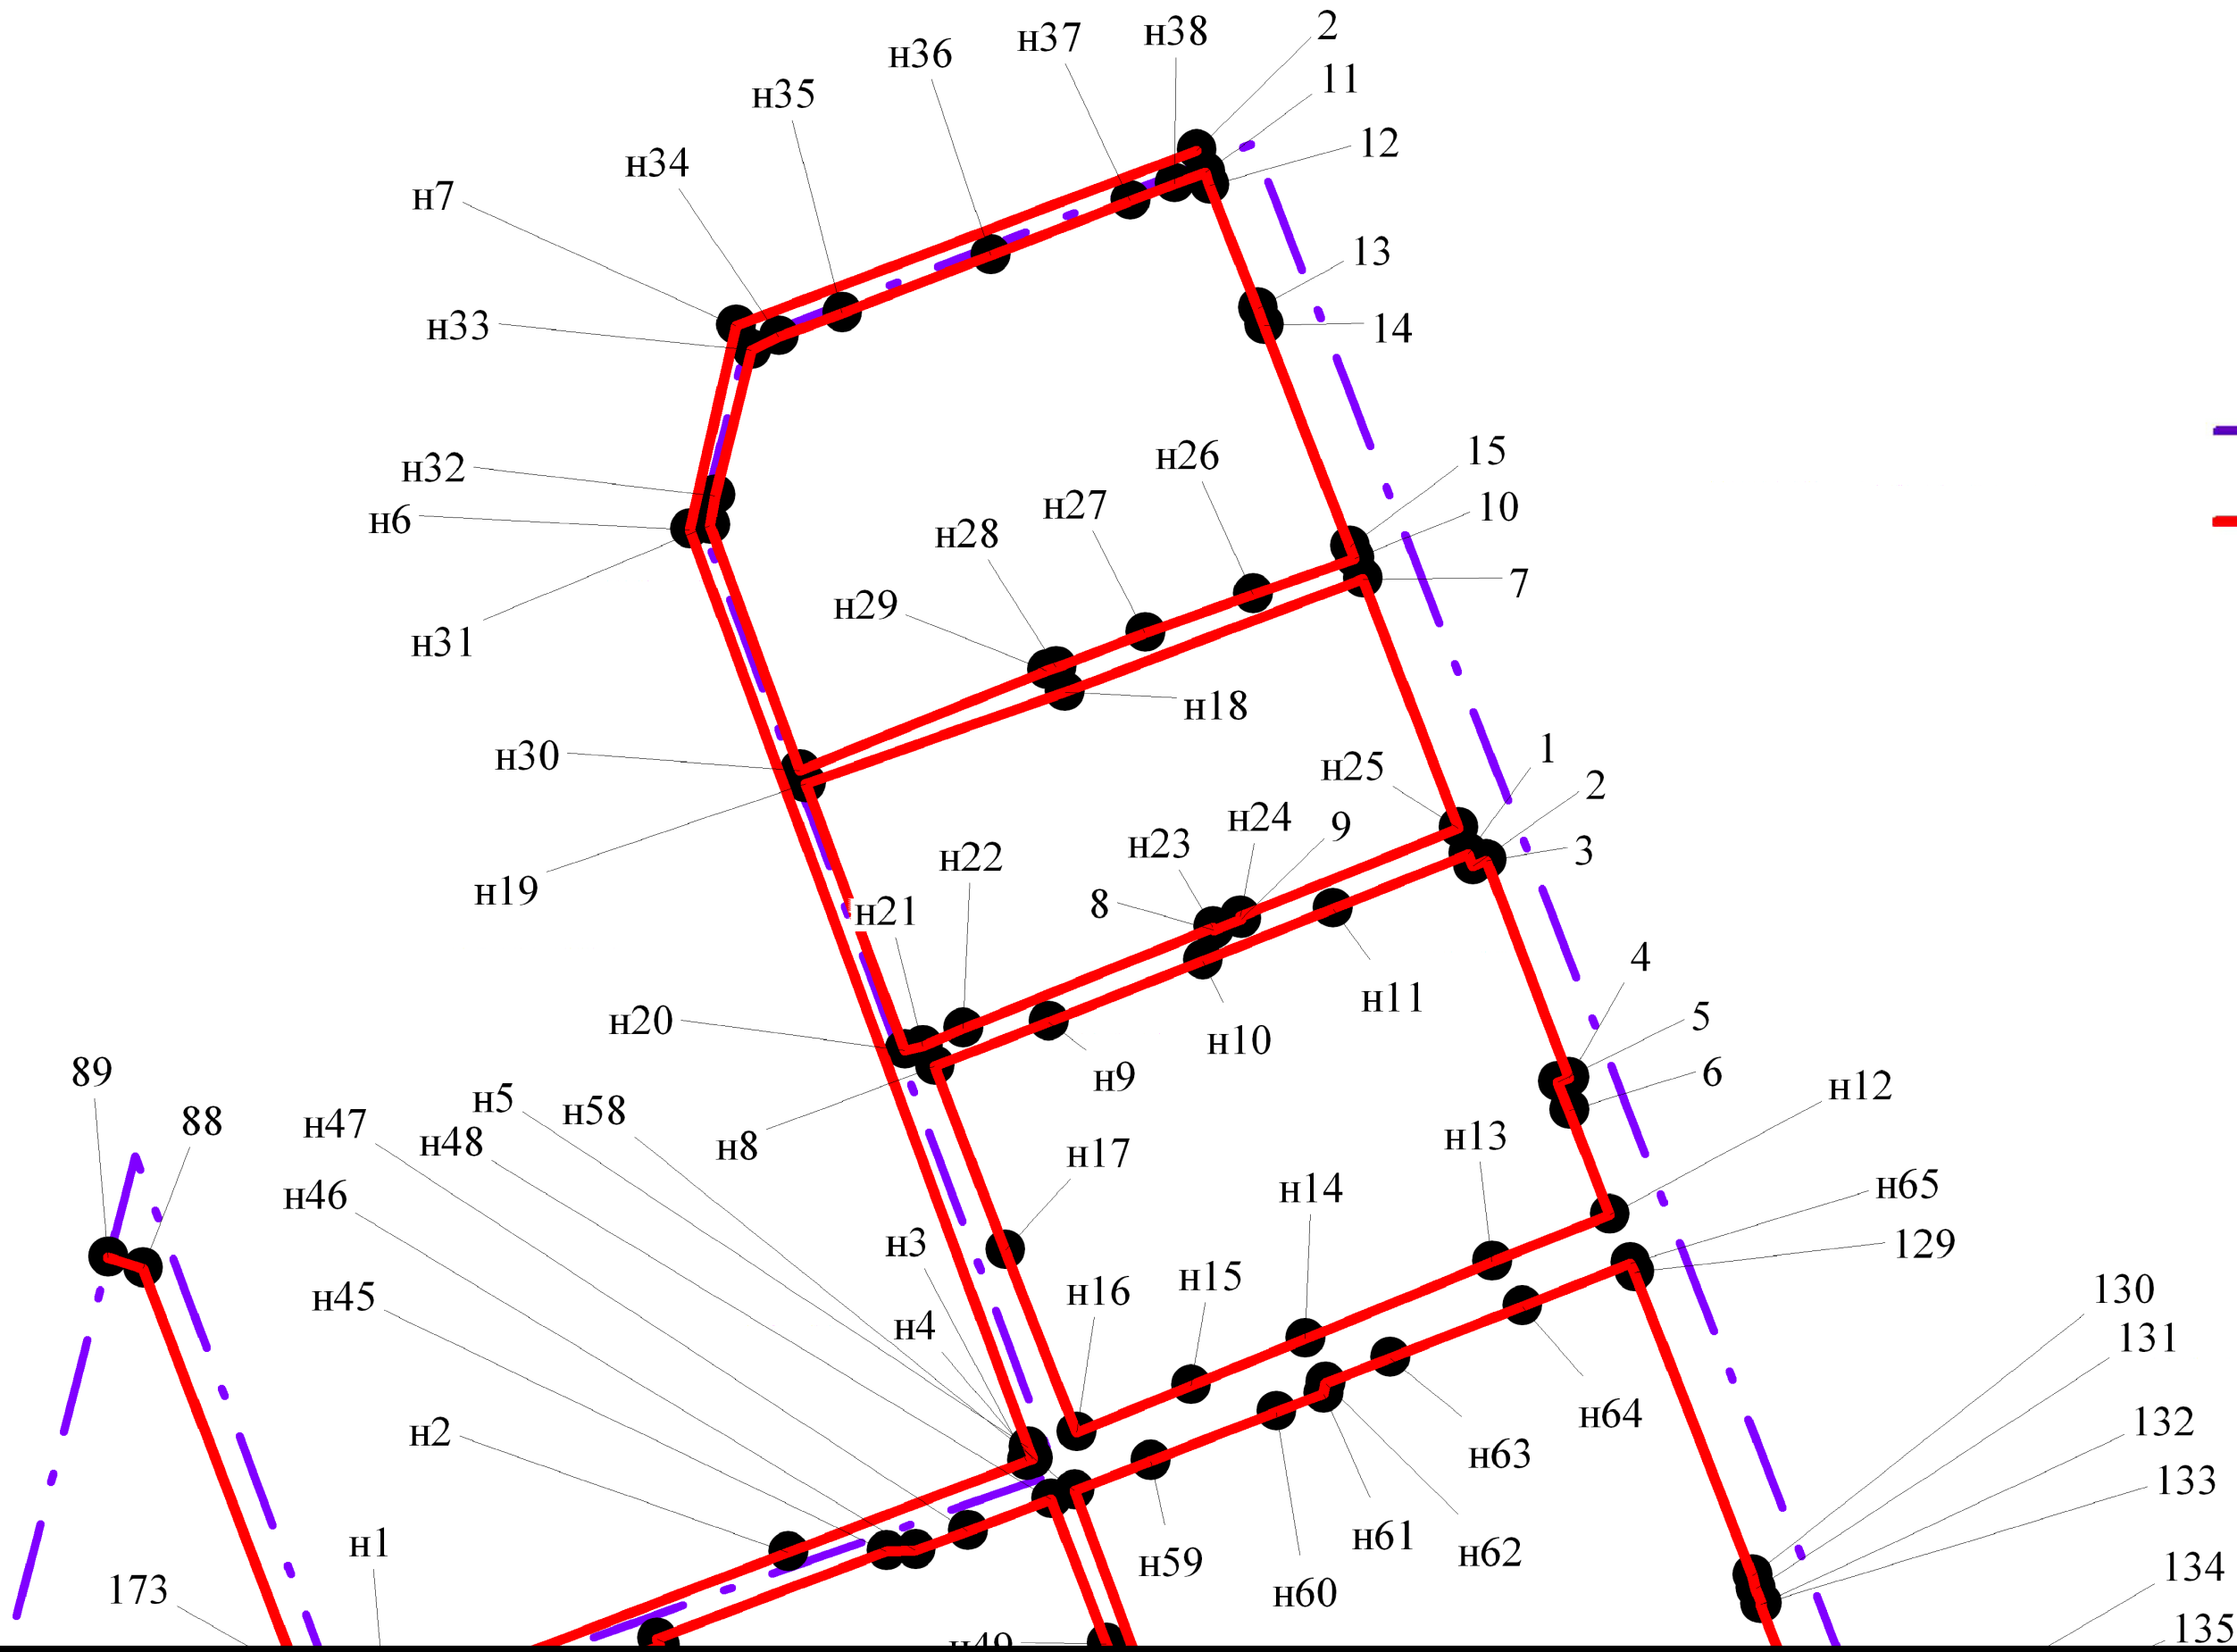 2
н38
н37
11
н36
н35
12
н34
н7
13
н33
14
15
н26
н32
10
н27
н6
н28
7
н29
н31
н18
1
н30
н25
2
н24
9
н23
3
н22
н19
8
н21
4
н11
5
н20
н10
89
6
н9
н12
н5
н58
88
н47
н13
н48
н8
н17
н65
н14
н46
н3
129
н15
130
н16
н45
н4
131
н64
132
н2
н63
133
н61
н1
н62
н59
134
173
н60
135
н49